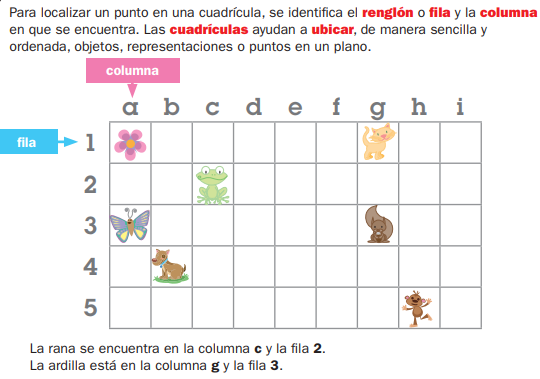 Para localizar un punto en una cuadrícula, se identifica el renglón o fila y la columna
en que se encuentra. Las cuadrículas ayudan a ubicar, de manera sencilla y
ordenada, objetos, representaciones o puntos en un plano.
columna
a b c d e f g h i
fila
1
2
3
4
5
La rana se encuentra en la columna c y la fila 2.
La ardilla está en la columna g y la fila 3.